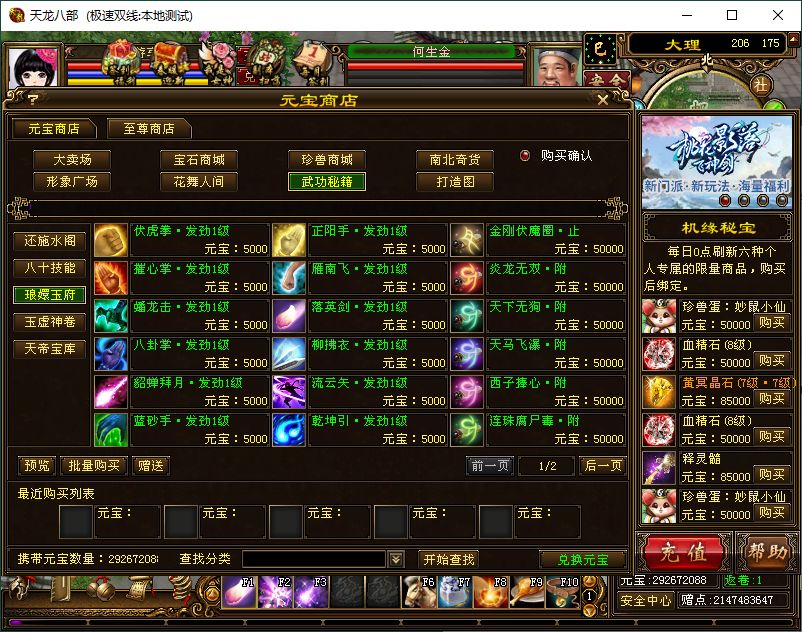 天龙八部 (极速双线:本地测试)
何生金
大理 206 175
北
安全
社
?
元宝商店
元宝商店 至尊商店
大卖场 宝石商城 珍兽商城 南北奇货
购买确认
形象广场 花舞人间 武功秘籍 打造图
还施水阁
八十技能
琅嬛玉府
玉虚神卷
天帝宝库
伏虎拳·发劲1级 正阳手·发劲1级 金刚伏魔圈·止
元宝:5000 元宝:5000 元宝:50000
摧心掌·发劲1级 雁南飞·发劲1级 炎龙无双·附
元宝:5000 元宝:5000 元宝:50000
蟠龙击·发劲1级 落英剑·发劲1级 天下无狗·附
元宝:5000 元宝:5000 元宝:50000
八卦掌·发劲1级 柳拂衣·发劲1级 天马飞瀑·附
元宝:5000 元宝:5000 元宝:50000
貂蝉拜月·发劲1级 流云矢·发劲1级 西子捧心·附
元宝:5000 元宝:5000 元宝:50000
蓝砂手·发劲1级 乾坤引·发劲1级 连珠腐尸毒·附
元宝:5000 元宝:5000 元宝:50000
预览 批量购买 赠送 前一页 1/2 后一页
最近购买列表
元宝: 元宝: 元宝: 元宝: 元宝:
携带元宝数量:29267208 查找分类 开始查找 兑换元宝
桃花影落
新门派·新玩法·海量福利
机缘秘宝
每日0点刷新六种个
人专属的限量商品,购买
后绑定。
珍兽蛋:妙鼠小仙
元宝:50000 购买
血精石(8级)
元宝:50000 购买
黄冥晶石(7级·7级)
元宝:85000 购买
血精石(8级)
元宝:50000 购买
释灵髓
元宝:85000 购买
珍兽蛋:妙鼠小仙
元宝:50000 购买
充值 帮助
F1 F2 F3 F6 F7 F8 F9 F10
1
元宝:292672088 返卷:1
安全中心 赠点:2147483647